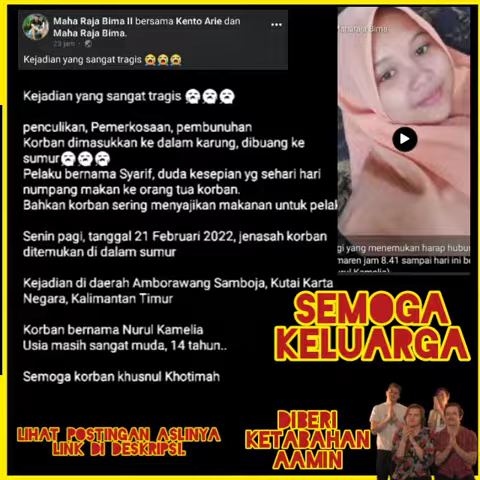 Maha Raja Bima II bersama Kento Arie dan
Maha Raja Bima.
23 jam
Kejadian yang sangat tragis 😭😭😭
Kejadian yang sangat tragis 😭😭😭
penculikan, Pemerkosaan, pembunuhan
Korban dimasukkan ke dalam karung, dibuang ke
sumur😭😭😭
Pelaku bernama Syarif, duda kesepian yg sehari hari
numpang makan ke orang tua korban.
Bahkan korban sering menyajikan makanan untuk pelak
Senin pagi, tanggal 21 Februari 2022, jenasah korban
ditemukan di dalam sumur
Kejadian di daerah Amborawang Samboja, Kutai Karta
Negara, Kalimantan Timur
Korban bernama Nurul Kamelia
Usia masih sangat muda, 14 tahun..
Semoga korban khusnul Khotimah
Maharaja Bima
gi yang menemukan harap hubun
maren jam 8.41 sampai hari ini be
rul Kamelia)
SEMOGA
KELUARGA
DIBERI
KETABAHAN
AAMIN
LIHAT POSTINGAN ASLINYA
LINK DI DESKRIPSI.